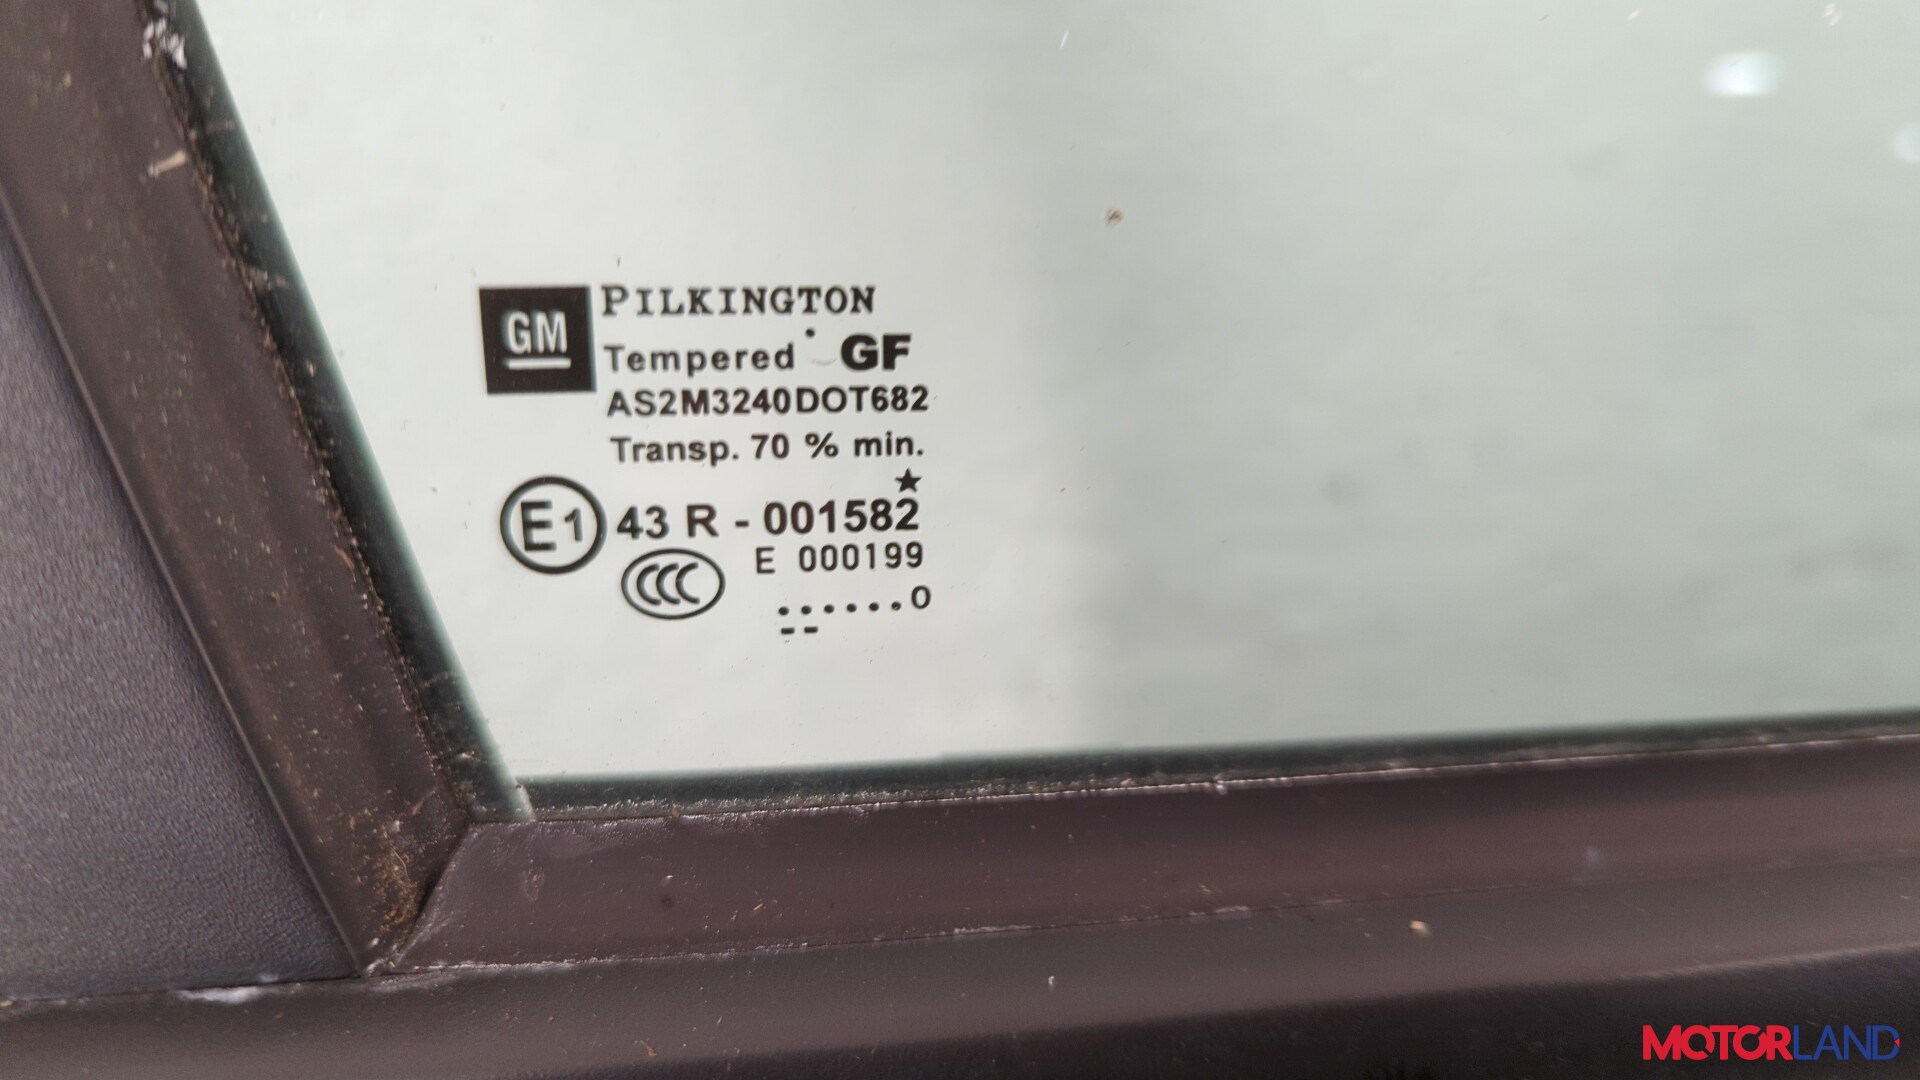 GM
PILKINGTON
Tempered GF
AS2M3240DOT682
Transp. 70 % min.
★
E1 43 R - 001582
CCC E 000199
. . . . . . 0
- -
MOTORLAND